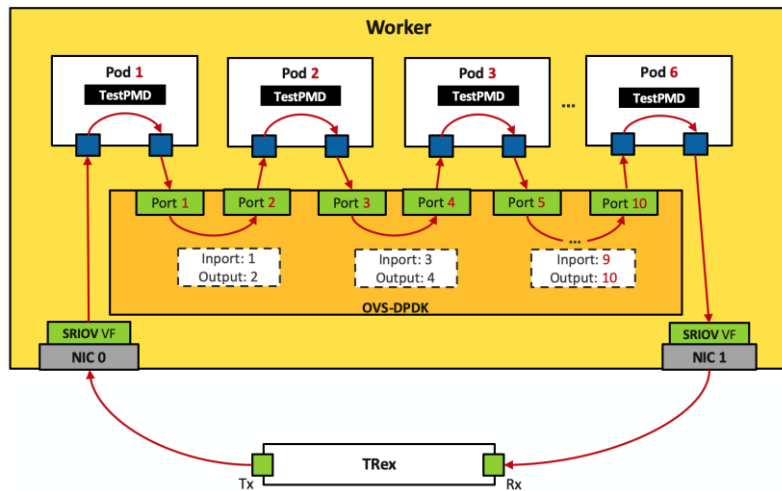 Worker
Pod 1
TestPMD
Pod 2
TestPMD
Pod 3
TestPMD
...
Pod 6
TestPMD
Port 1
Port 2
Port 3
Port 4
Port 5
Port 10
...
Inport: 1
Output: 2
Inport: 3
Output: 4
Inport: 9
Output: 10
OVS-DPDK
SRIOV VF
NIC 0
SRIOV VF
NIC 1
TRex
Tx
Rx